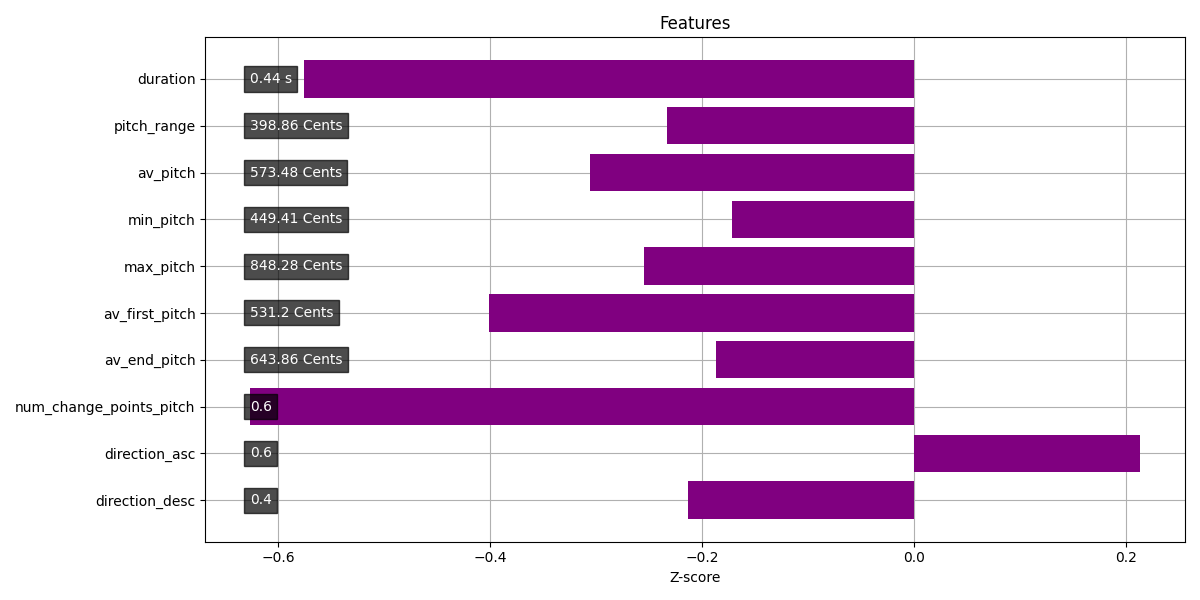 Features
duration 0.44 s
pitch_range 398.86 Cents
av_pitch 573.48 Cents
min_pitch 449.41 Cents
max_pitch 848.28 Cents
av_first_pitch 531.2 Cents
av_end_pitch 643.86 Cents
num_change_points_pitch 0.6
direction_asc 0.6
direction_desc 0.4
−0.6 −0.4 −0.2 0.0 0.2
Z-score